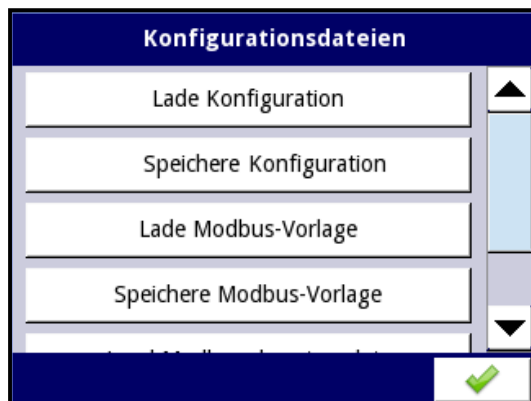 Konfigurationsdateien
Lade Konfiguration
Speichere Konfiguration
Lade Modbus-Vorlage
Speichere Modbus-Vorlage